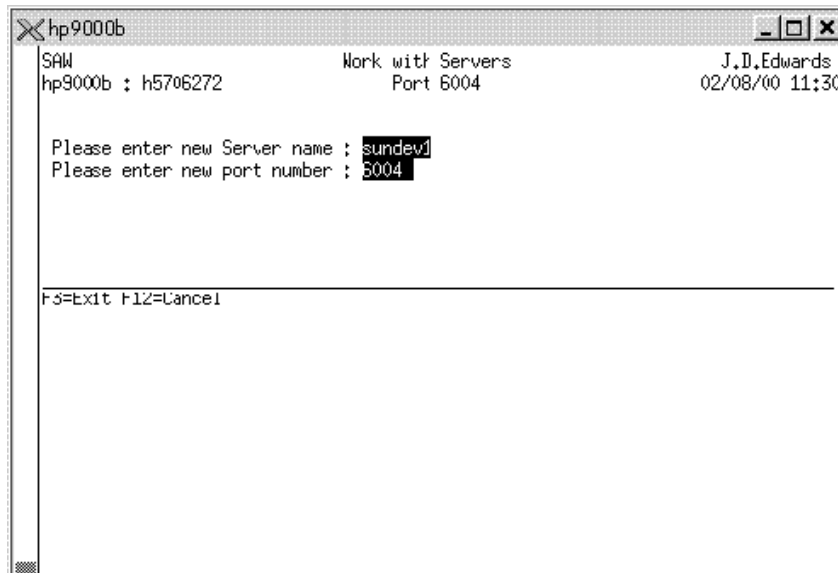 hp9000b
SAW Work with Servers J.D.Edwards
hp9000b : h5706272 Port 6004 02/08/00 11:30
Please enter new Server name : sundev1
Please enter new port number : 6004
F3=Exit F12=Cancel